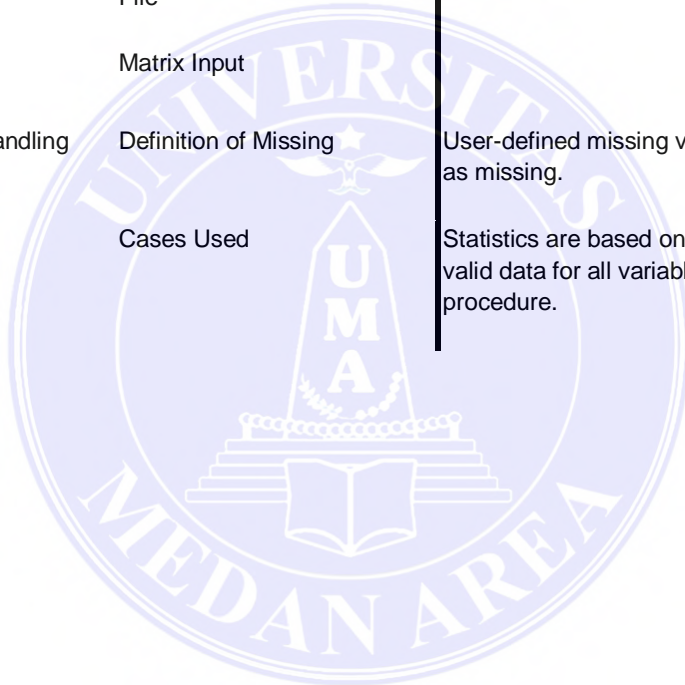 Matrix Input
andling Definition of Missing User-defined missing v
as missing.
Cases Used Statistics are based on
valid data for all variabl
procedure.
UNIVERSITAS
UMA
MEDAN AREA